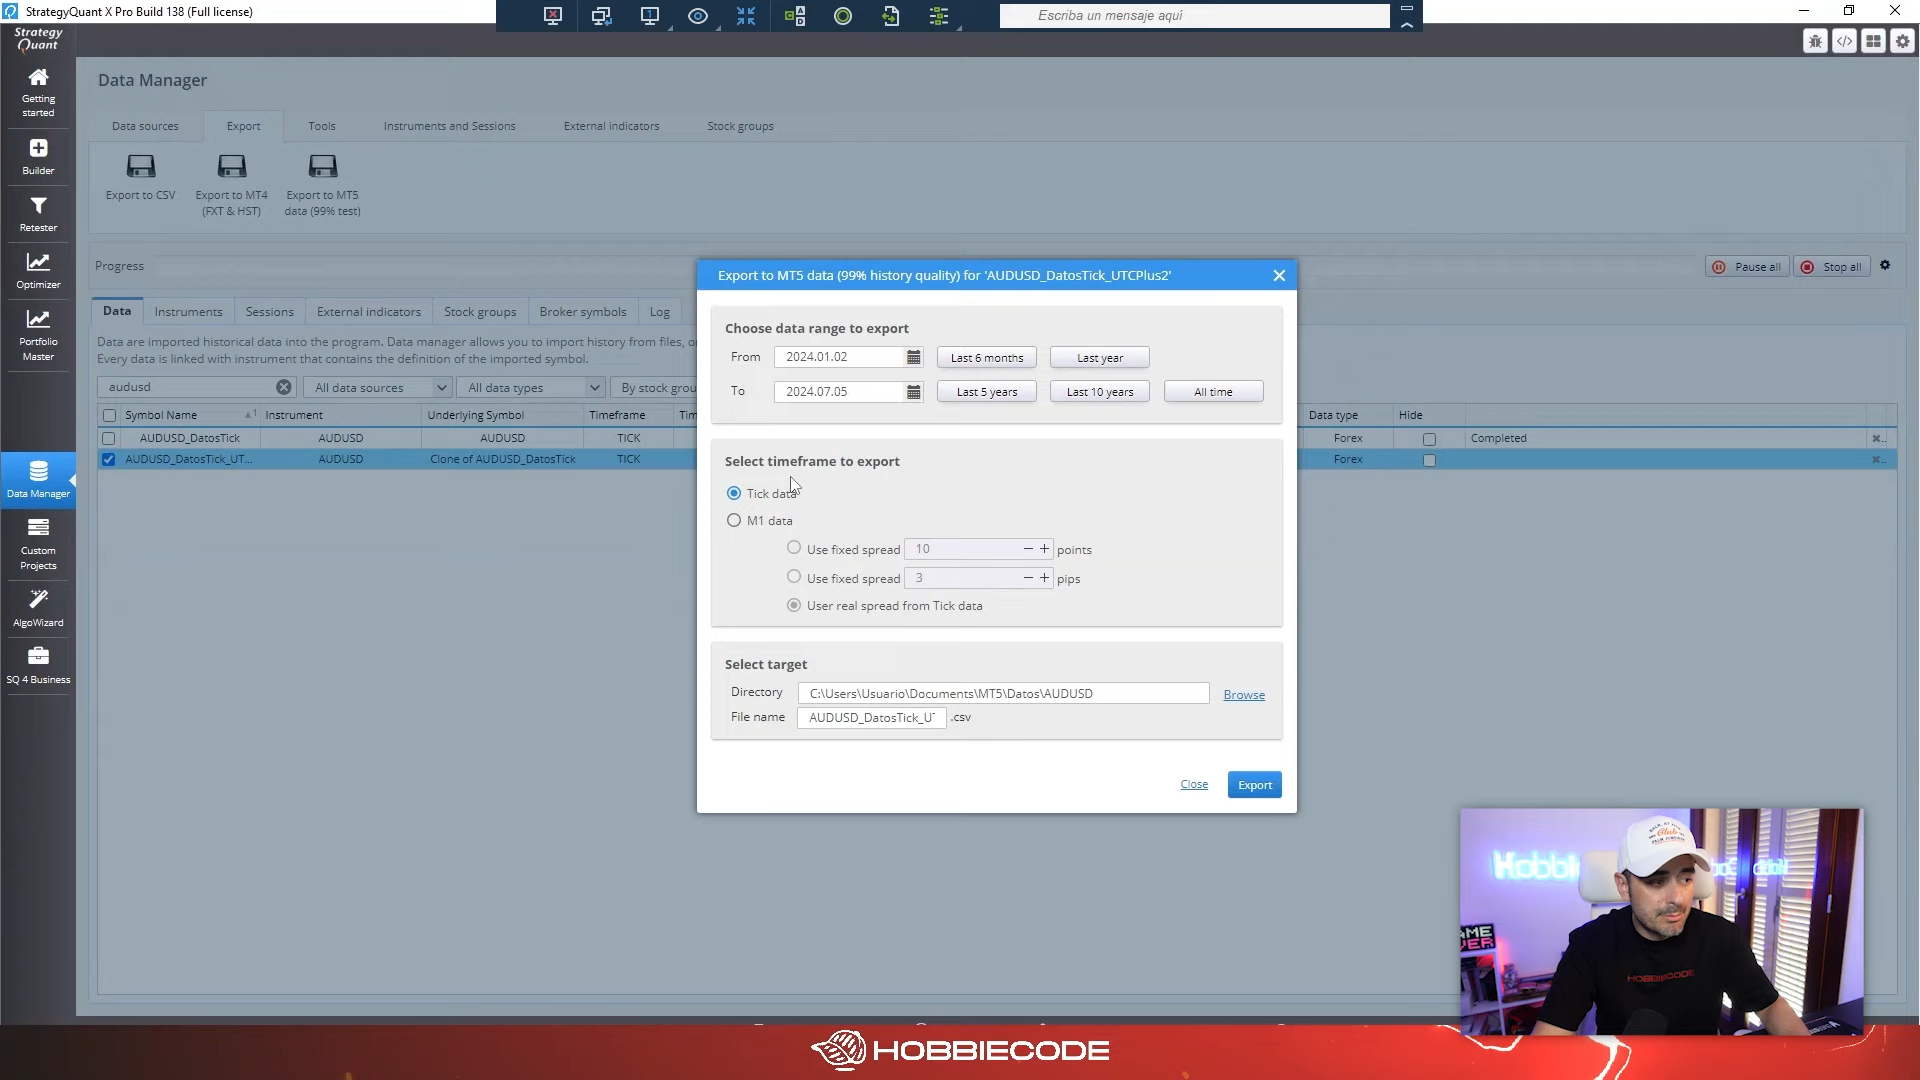 StrategyQuant X Pro Build 138 (Full license)
Escriba un mensaje aquí
Strategy
Quant
Getting
started
Builder
Retester
Optimizer
Portfolio
Master
Data Manager
Custom
Projects
AlgoWizard
SQ 4 Business
Data Manager
Data sources
Export
Tools
Instruments and Sessions
External indicators
Stock groups
Export to CSV
Export to MT4
(FXT & HST)
Export to MT5
data (99% test)
Progress
Pause all
Stop all
Data
Instruments
Sessions
External indicators
Stock groups
Broker symbols
Log
Data are imported historical data into the program. Data manager allows you to import history from files, o
Every data is linked with instrument that contains the definition of the imported symbol.
audusd
All data sources
All data types
By stock grou
Symbol Name
Instrument
Underlying Symbol
Timeframe
Tim
Data type
Hide
AUDUSD_DatosTick
AUDUSD
AUDUSD
TICK
Forex
Completed
AUDUSD_DatosTick_UT...
AUDUSD
Clone of AUDUSD_DatosTick
TICK
Forex
Export to MT5 data (99% history quality) for 'AUDUSD_DatosTick_UTCPlus2'
Choose data range to export
From
2024.01.02
Last 6 months
Last year
To
2024.07.05
Last 5 years
Last 10 years
All time
Select timeframe to export
Tick data
M1 data
Use fixed spread
10
points
Use fixed spread
3
pips
User real spread from Tick data
Select target
Directory
C:\Users\Usuario\Documents\MT5\Datos\AUDUSD
Browse
File name
AUDUSD_DatosTick_U
.csv
Close
Export
Hobbi
GAME
OVER
HOBBIECODE
HOBBIECODE